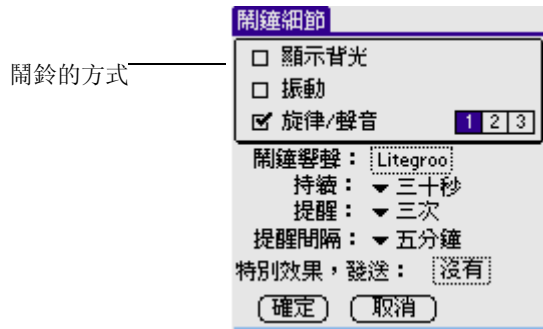 鬧鐘細節
鬧鈴的方式
顯示背光
振動
旋律/聲音 1 2 3
鬧鐘響聲： Litegroo
持續： 三十秒
提醒： 三次
提醒間隔： 五分鐘
特別效果，發送： 沒有
確定 取消